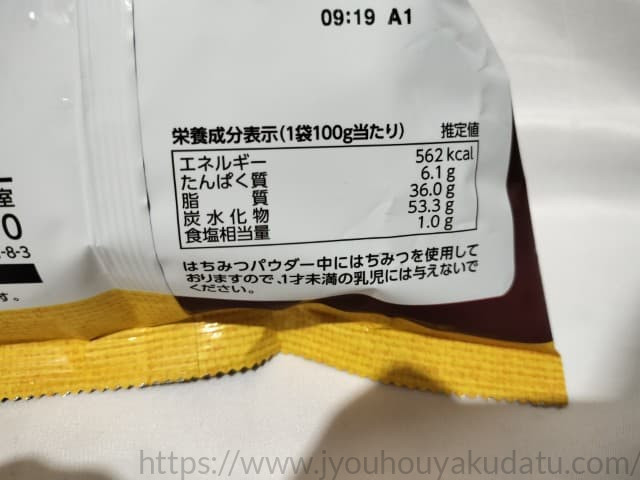 09:19 A1
栄養成分表示(1袋100g当たり) 推定値
エネルギー 562 kcal
たんぱく質 6.1 g
脂質 36.0 g
炭水化物 53.3 g
食塩相当量 1.0 g
はちみつパウダー中にはちみつを使用して
おりますので、1才未満の乳児には与えないで
ください。
室
0
-8-3
す。
https://www.jyouhouyakudatu.com/